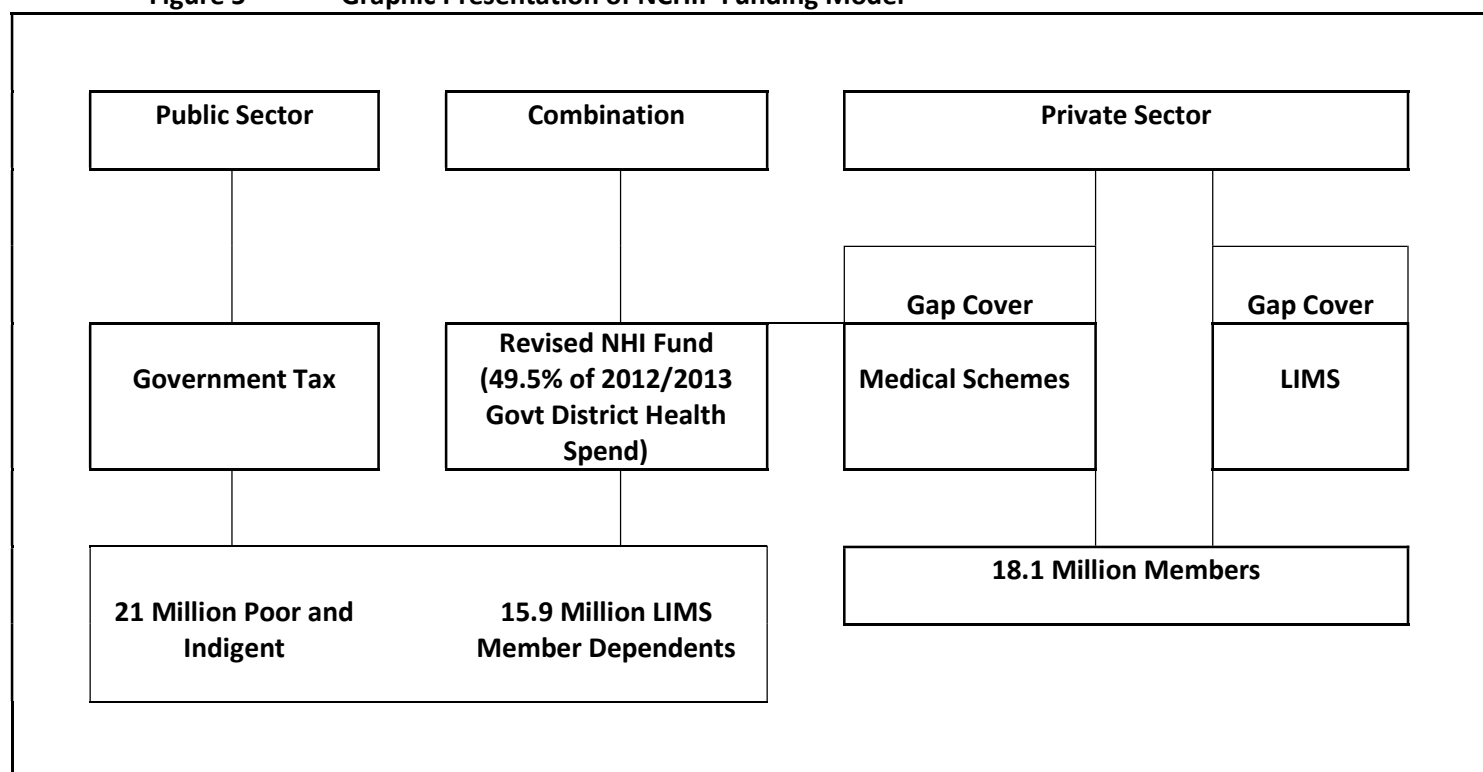 Public Sector
Combination
Private Sector
Gap Cover
Gap Cover
Government Tax
Revised NHI Fund
(49.5% of 2012/2013
Govt District Health
Spend)
Medical Schemes
LIMS
21 Million Poor and
Indigent
15.9 Million LIMS
Member Dependents
18.1 Million Members